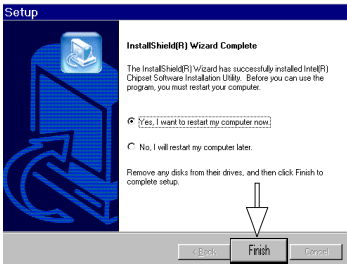 Setup
InstallShield(R) Wizard Complete
The InstallShield(R) Wizard has successfully installed Intel(R)
Chipset Software Installation Utility. Before you can use the
program, you must restart your computer.
Yes, I want to restart my computer now.
No, I will restart my computer later.
Remove any disks from their drives, and then click Finish to
complete setup.
< Back Finish Cancel